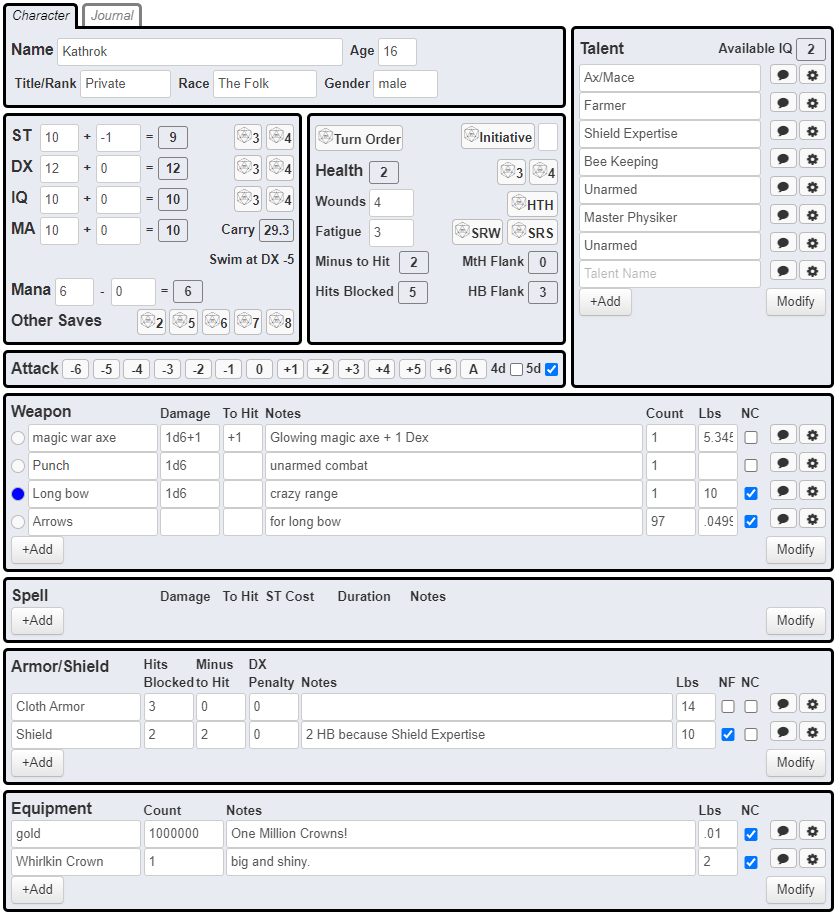 Character Journal
Name Kathrok Age 16
Title/Rank Private Race The Folk Gender male
ST 10 + -1 = 9 3 4
DX 12 + 0 = 12 3 4
IQ 10 + 0 = 10 3 4
MA 10 + 0 = 10 Carry 29.3
Swim at DX -5
Mana 6 - 0 = 6
Other Saves 2 5 6 7 8
Turn Order Initiative
Health 2 3 4
Wounds 4 HTH
Fatigue 3 SRW SRS
Minus to Hit 2 MtH Flank 0
Hits Blocked 5 HB Flank 3
Talent Available IQ 2
Ax/Mace
Farmer
Shield Expertise
Bee Keeping
Unarmed
Master Physiker
Unarmed
Talent Name
+Add Modify
Attack -6 -5 -4 -3 -2 -1 0 +1 +2 +3 +4 +5 +6 A 4d 5d
Weapon Damage To Hit Notes Count Lbs NC
magic war axe 1d6+1 +1 Glowing magic axe + 1 Dex 1 5.345
Punch 1d6 unarmed combat 1
Long bow 1d6 crazy range 1 10
Arrows for long bow 97 .0499
+Add Modify
Spell Damage To Hit ST Cost Duration Notes
+Add Modify
Armor/Shield Hits Blocked Minus to Hit DX Penalty Notes Lbs NF NC
Cloth Armor 3 0 0 14
Shield 2 2 0 2 HB because Shield Expertise 10
+Add Modify
Equipment Count Notes Lbs NC
gold 1000000 One Million Crowns! .01
Whirlkin Crown 1 big and shiny. 2
+Add Modify